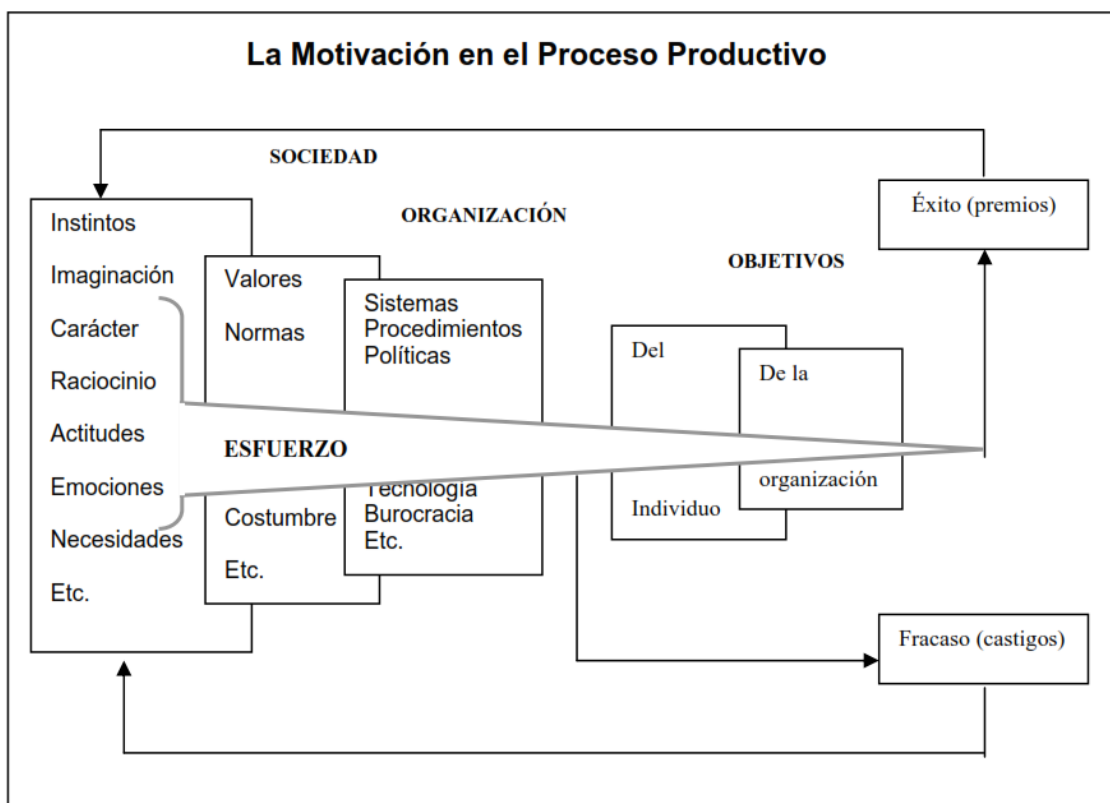 La Motivación en el Proceso Productivo
SOCIEDAD
ORGANIZACIÓN
OBJETIVOS
Instintos
Imaginación
Carácter
Raciocinio
Actitudes
Emociones
Necesidades
Etc.
Valores
Normas
Costumbre
Etc.
Sistemas
Procedimientos
Políticas
Tecnología
Burocracia
Etc.
ESFUERZO
Del
Individuo
De la
organización
Éxito (premios)
Fracaso (castigos)